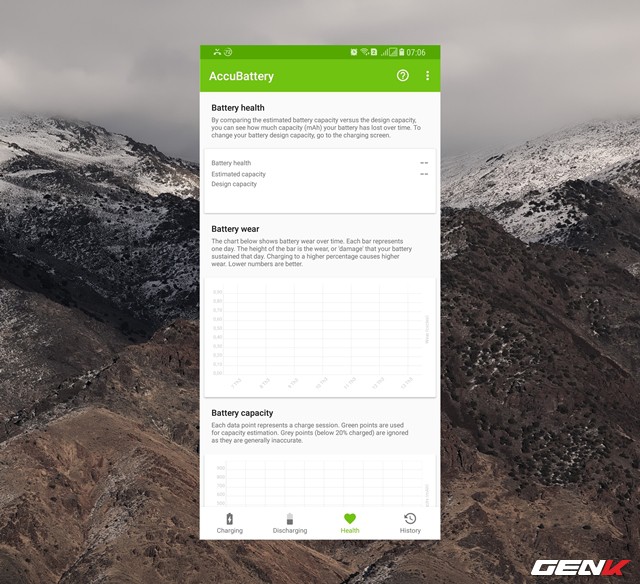 07:06
AccuBattery
Battery health
By comparing the estimated battery capacity versus the design capacity,
you can see how much capacity (mAh) your battery has lost over time. To
change your battery design capacity, go to the charging screen.
Battery health --
Estimated capacity --
Design capacity
Battery wear
The chart below shows battery wear over time. Each bar represents
one day. The height of the bar is the wear, or 'damage' that your battery
sustained that day. Charging to a higher percentage causes higher
wear. Lower numbers are better.
Battery capacity
Each data point represents a charge session. Green points are used
for capacity estimation. Grey points (below 20% charged) are ignored
as they are generally inaccurate.
Charging Discharging Health History
GENK